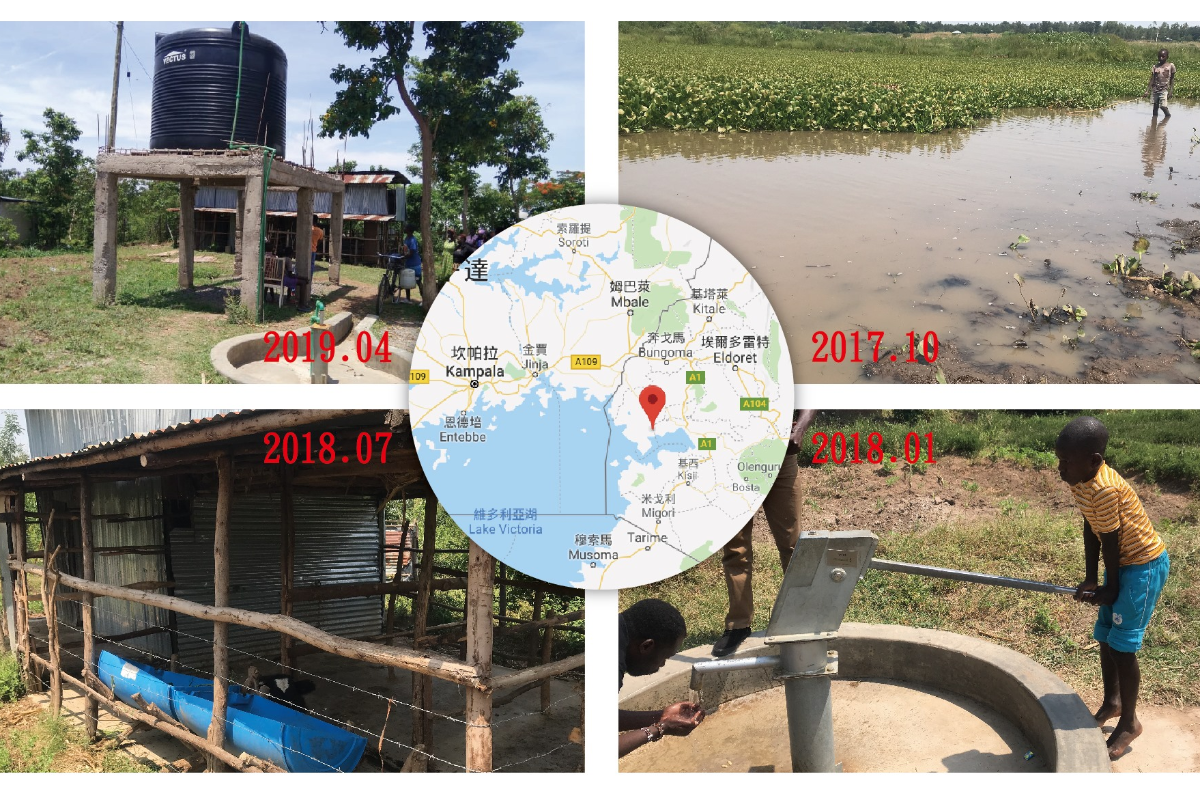 VECTUS
2019.04
2017.10
2018.07
2018.01
索羅提
Soroti
達
姆巴萊
Mbale
基塔萊
Kitale
奔戈馬
Bungoma
埃爾多雷特
Eldoret
坎帕拉
Kampala
金賈
Jinja
A109
109
A1
A104
恩德培
Entebbe
A1
基西
Kisii
Olengur
Bosta
米戈利
Migori
維多利亞湖
Lake Victoria
穆索馬
Musoma
Tarime